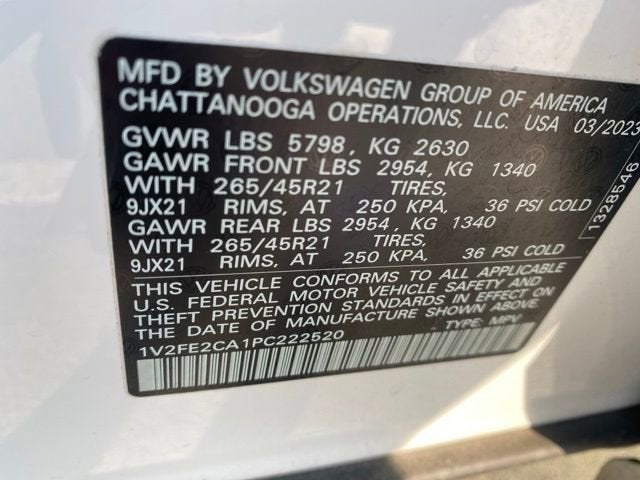 MFD BY VOLKSWAGEN GROUP OF AMERICA
CHATTANOOGA OPERATIONS, LLC. USA 03/2023
GVWR LBS 5798, KG 2630
GAWR FRONT LBS 2954, KG 1340
WITH 265/45R21 TIRES,
9JX21 RIMS, AT 250 KPA, 36 PSI COLD
GAWR REAR LBS 2954, KG 1340
WITH 265/45R21 TIRES,
9JX21 RIMS, AT 250 KPA, 36 PSI COLD
THIS VEHICLE CONFORMS TO ALL APPLICABLE
U.S. FEDERAL MOTOR VEHICLE SAFETY AND
THEFT PREVENTION STANDARDS IN EFFECT ON
THE DATE OF MANUFACTURE SHOWN ABOVE.
1V2FE2CA1PC222520 TYPE: MPV
1328546